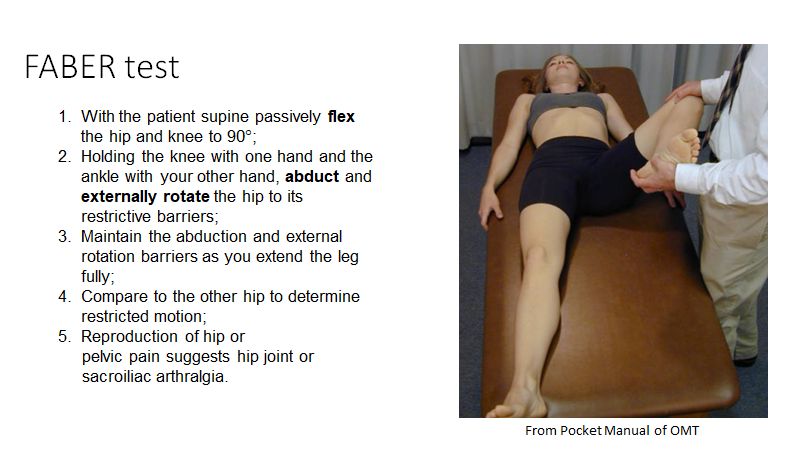 FABER test
1. With the patient supine passively flex
the hip and knee to 90°;
2. Holding the knee with one hand and the
ankle with your other hand, abduct and
externally rotate the hip to its
restrictive barriers;
3. Maintain the abduction and external
rotation barriers as you extend the leg
fully;
4. Compare to the other hip to determine
restricted motion;
5. Reproduction of hip or
pelvic pain suggests hip joint or
sacroiliac arthralgia.
From Pocket Manual of OMT